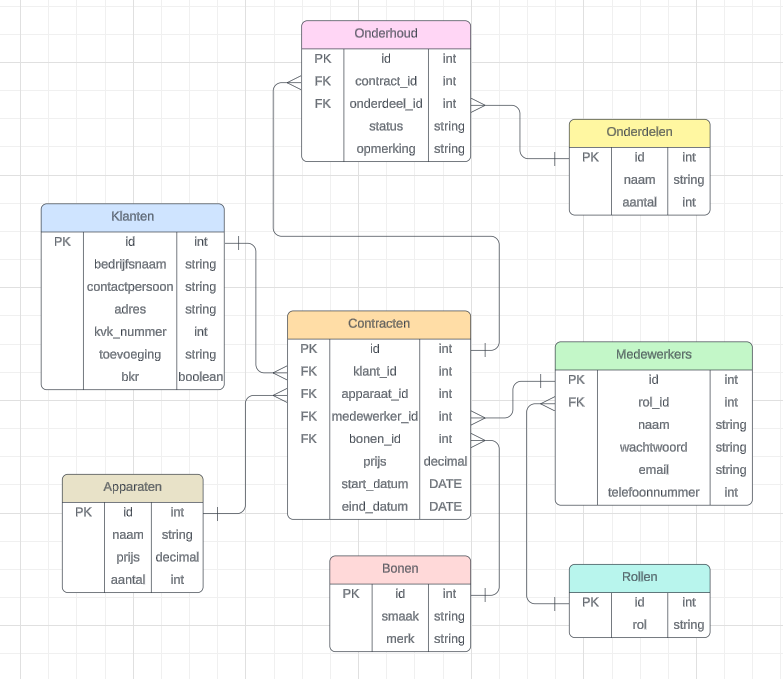 Onderhoud
PK id int
FK contract_id int
FK onderdeel_id int
status string
opmerking string
Onderdelen
PK id int
naam string
aantal int
Klanten
PK id int
bedrijfsnaam string
contactpersoon string
adres string
kvk_nummer int
toevoeging string
bkr boolean
Contracten
PK id int
FK klant_id int
FK apparaat_id int
FK medewerker_id int
FK bonen_id int
prijs decimal
start_datum DATE
eind_datum DATE
Medewerkers
PK id int
FK rol_id int
naam string
wachtwoord string
email string
telefoonnummer int
Apparaten
PK id int
naam string
prijs decimal
aantal int
Bonen
PK id int
smaak string
merk string
Rollen
PK id int
rol string